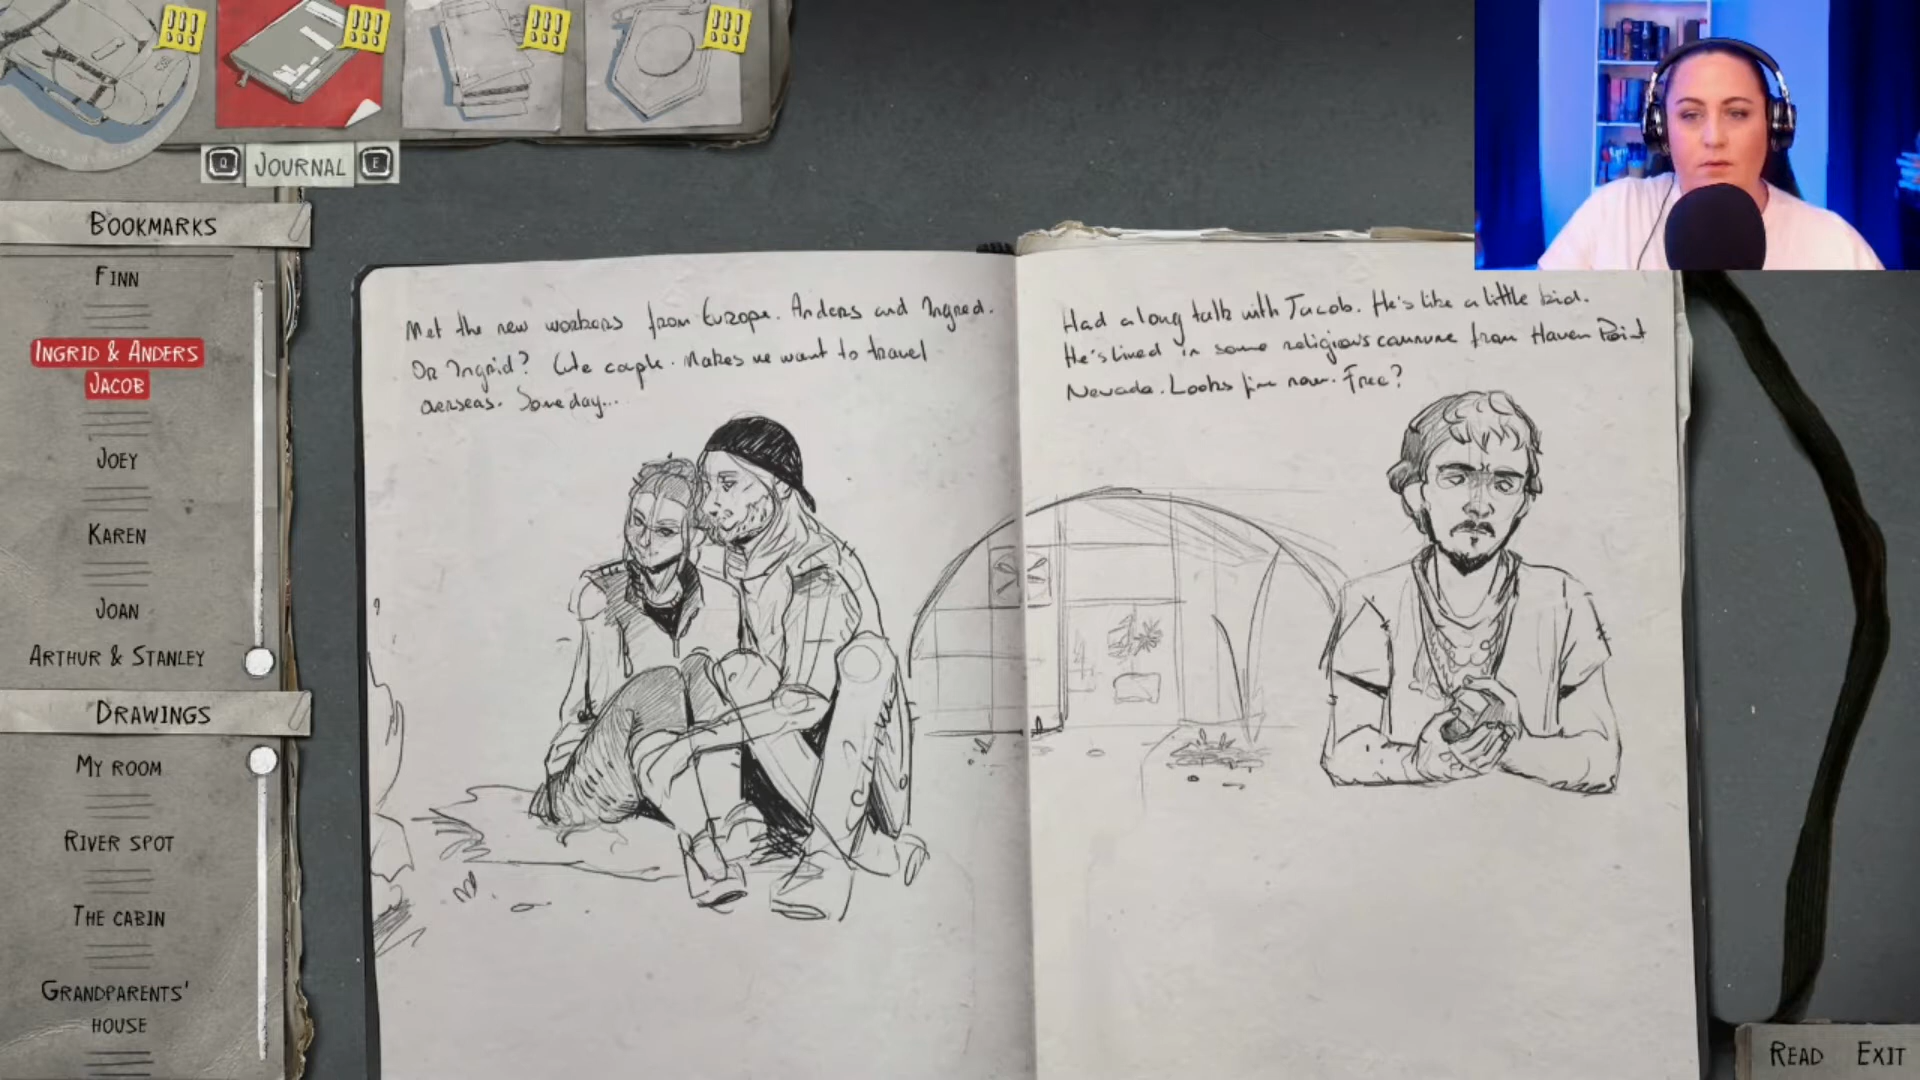 !!! !!! !!! !!!
Q JOURNAL E
BOOKMARKS
FINN
INGRID & ANDERS
JACOB
JOEY
KAREN
JOAN
ARTHUR & STANLEY
DRAWINGS
MY ROOM
RIVER SPOT
THE CABIN
GRANDPARENTS'
HOUSE
Met the new workers from Europe. Anders and Ingred.
Or Ingrid? Cute couple. Makes me want to travel
overseas. Someday...
Had a long talk with Jacob. He's like a little kid.
He's lived in some religious commune from Haven Point
Nevada. Looks fine now. Free?
READ EXIT